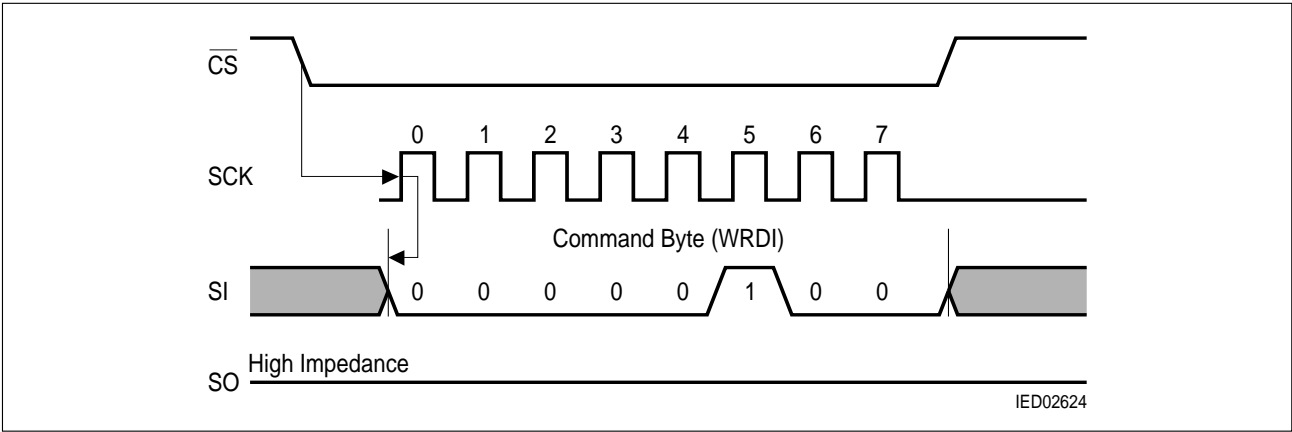 CS
0 1 2 3 4 5 6 7
SCK
Command Byte (WRDI)
SI 0 0 0 0 0 1 0 0
High Impedance
SO
IED02624